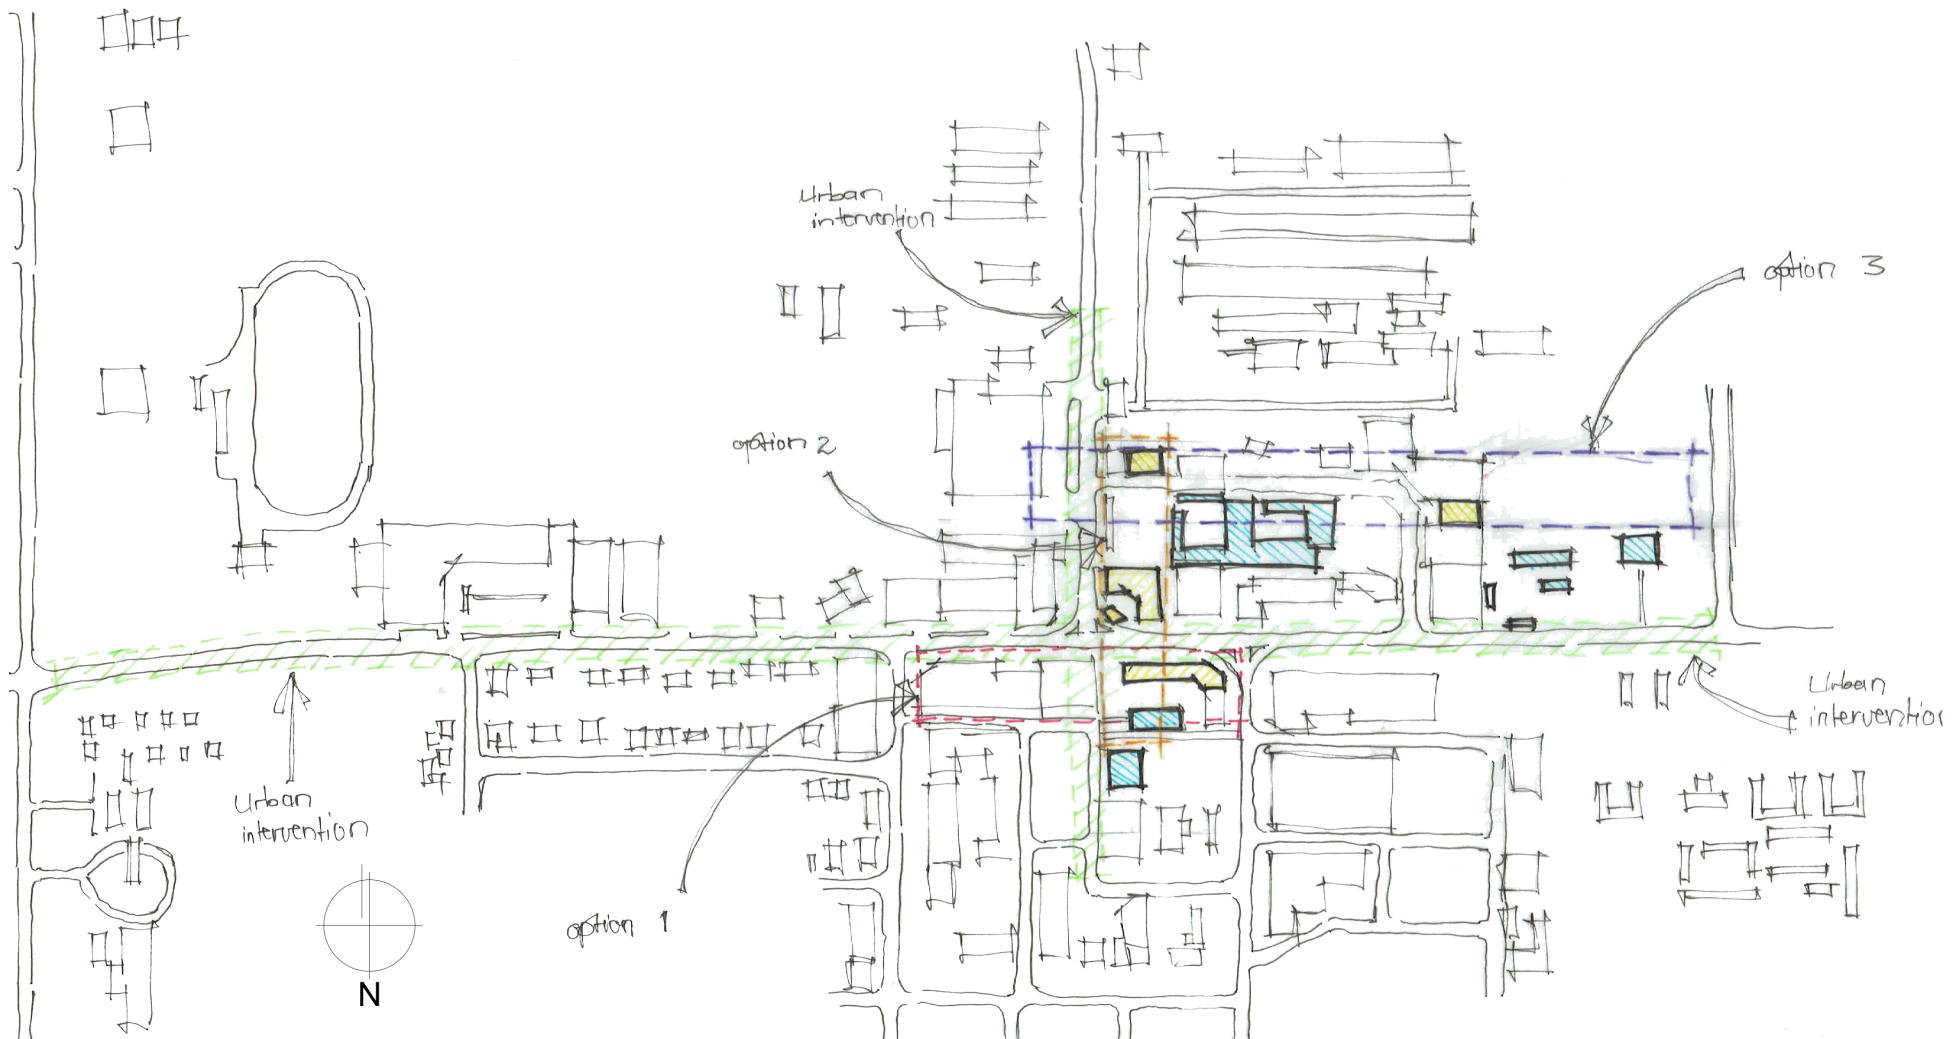 Urban
intervention
option 3
option 2
Urban
intervention
Urban
intervention
option 1
N